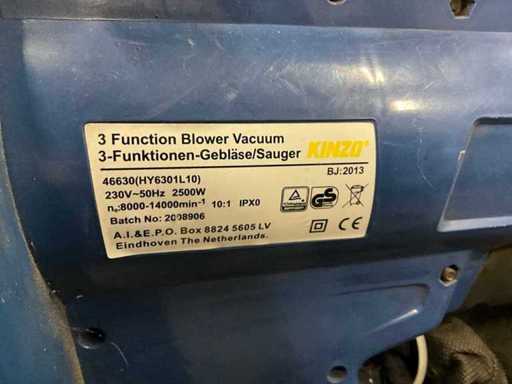 3 Function Blower Vacuum
3-Funktionen-Gebläse/Sauger KINZO
46630(HY6301L10) BJ:2013
230V~50Hz 2500W
n₀:8000-14000min⁻¹ 10:1 IPX0
Batch No: 2008906
A.I.&E.P.O. Box 8824 5605 LV
Eindhoven The Netherlands.
GS
CE